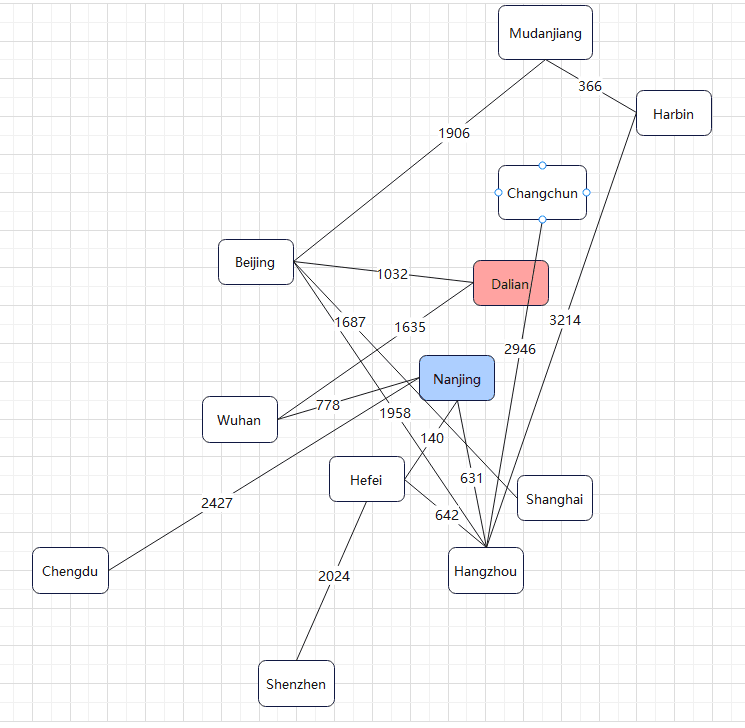 Mudanjiang
366
Harbin
1906
Changchun
Beijing
1032
Dalian
1687
1635
3214
2946
Nanjing
778
1958
Wuhan
140
Hefei
631
2427
Shanghai
642
Chengdu
Hangzhou
2024
Shenzhen